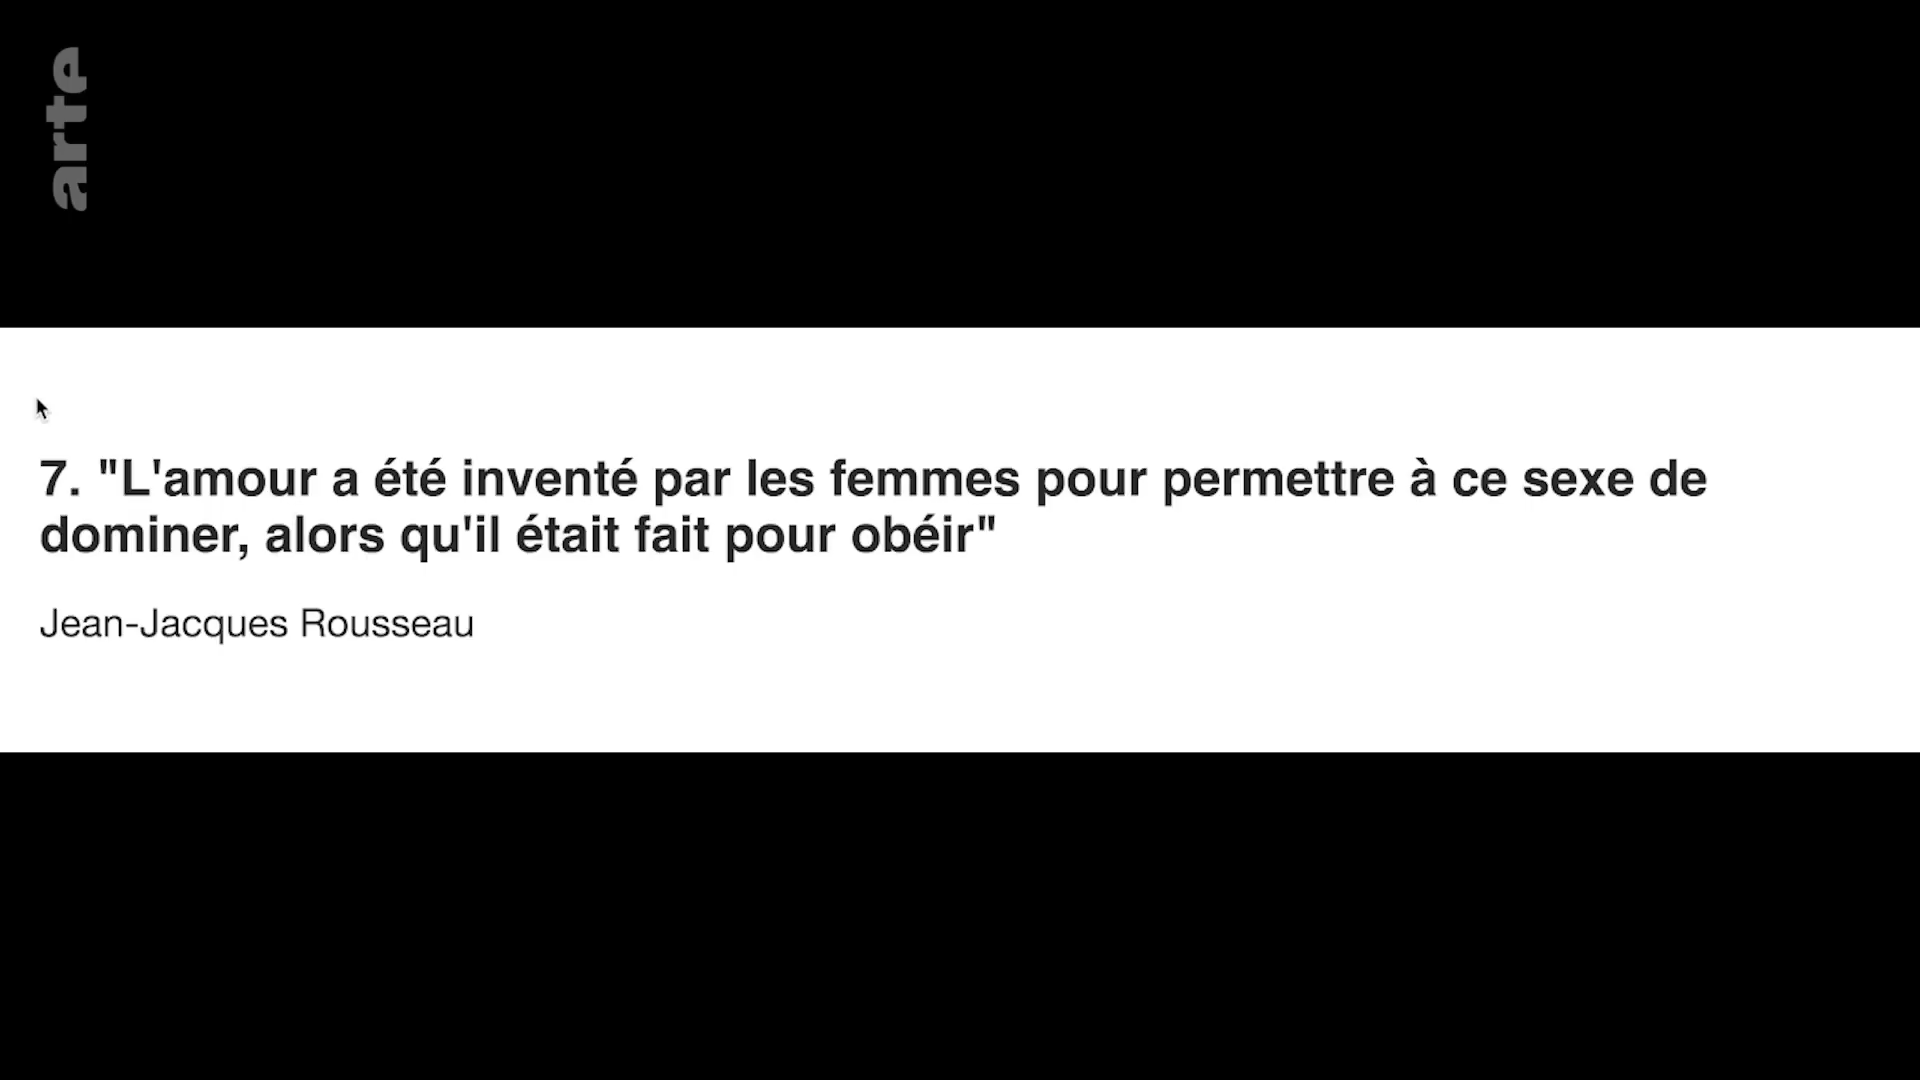 arte
7. "L'amour a été inventé par les femmes pour permettre à ce sexe de
dominer, alors qu'il était fait pour obéir"
Jean-Jacques Rousseau